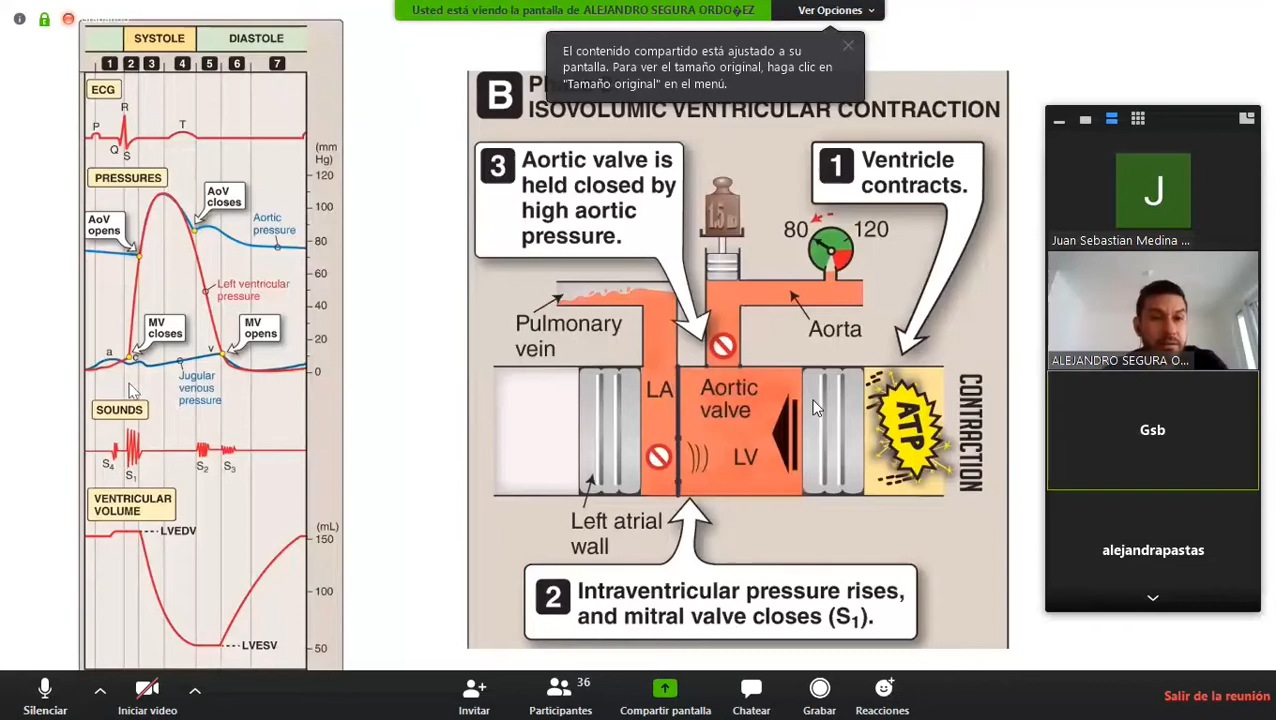 Usted está viendo la pantalla de ALEJANDRO SEGURA ORDO�EZ
Ver Opciones
El contenido compartido está ajustado a su
pantalla. Para ver el tamaño original, haga clic en
"Tamaño original" en el menú.
SYSTOLE
DIASTOLE
1 2 3 4 5 6 7
ECG
R
P
T
Q
S
(mm
Hg)
PRESSURES
120
100
80
60
40
20
0
AoV
closes
AoV
opens
Aortic
pressure
Left ventricular
pressure
MV
closes
MV
opens
a
c
v
Jugular
venous
pressure
SOUNDS
S4
S1
S2
S3
VENTRICULAR
VOLUME
(mL)
LVEDV
150
100
LVESV
50
B
ISOVOLUMIC VENTRICULAR CONTRACTION
3 Aortic valve is
held closed by
high aortic
pressure.
1 Ventricle
contracts.
80
120
Pulmonary
vein
Aorta
LA
Aortic
valve
LV
ATP
CONTRACTION
Left atrial
wall
2 Intraventricular pressure rises,
and mitral valve closes (S1).
J
Juan Sebastian Medina ...
ALEJANDRO SEGURA O...
Gsb
alejandrapastas
Silenciar
Iniciar video
Invitar
Participantes
36
Compartir pantalla
Chatear
Grabar
Reacciones
Salir de la reunión